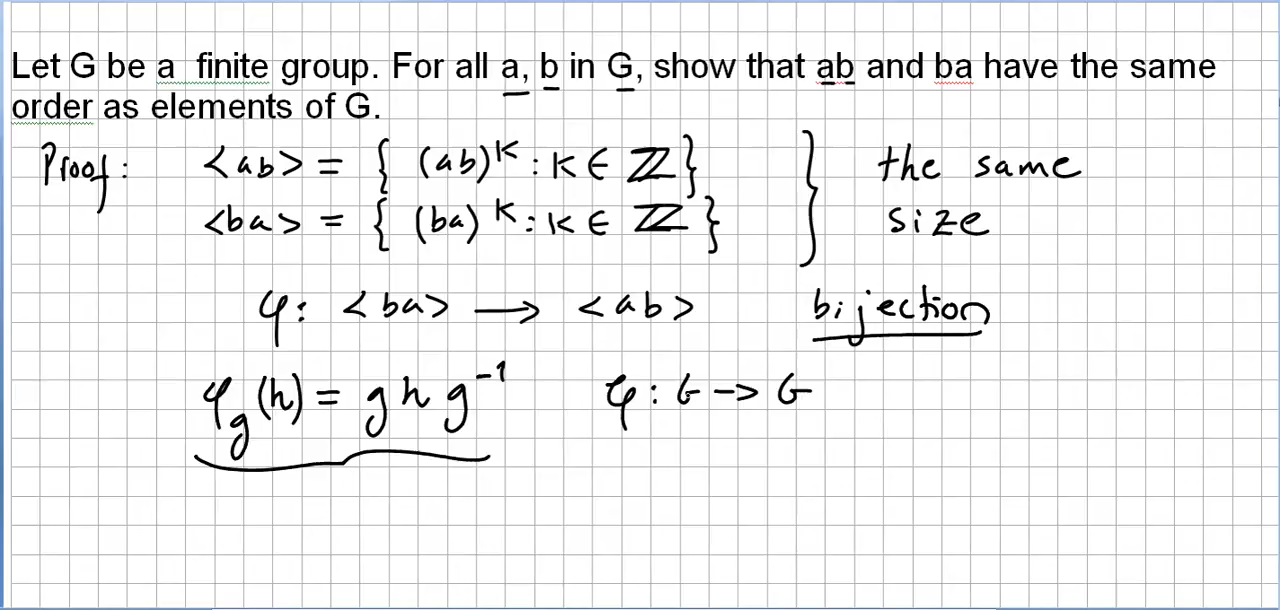 Let G be a finite group. For all a, b in G, show that ab and ba have the same
order as elements of G.
Proof: <ab> = { (ab)^K : K ∈ ℤ } } the same
<ba> = { (ba)^K : K ∈ ℤ } size
φ: <ba> → <ab> bijection
φ_g(h) = g h g^-1 φ: G → G